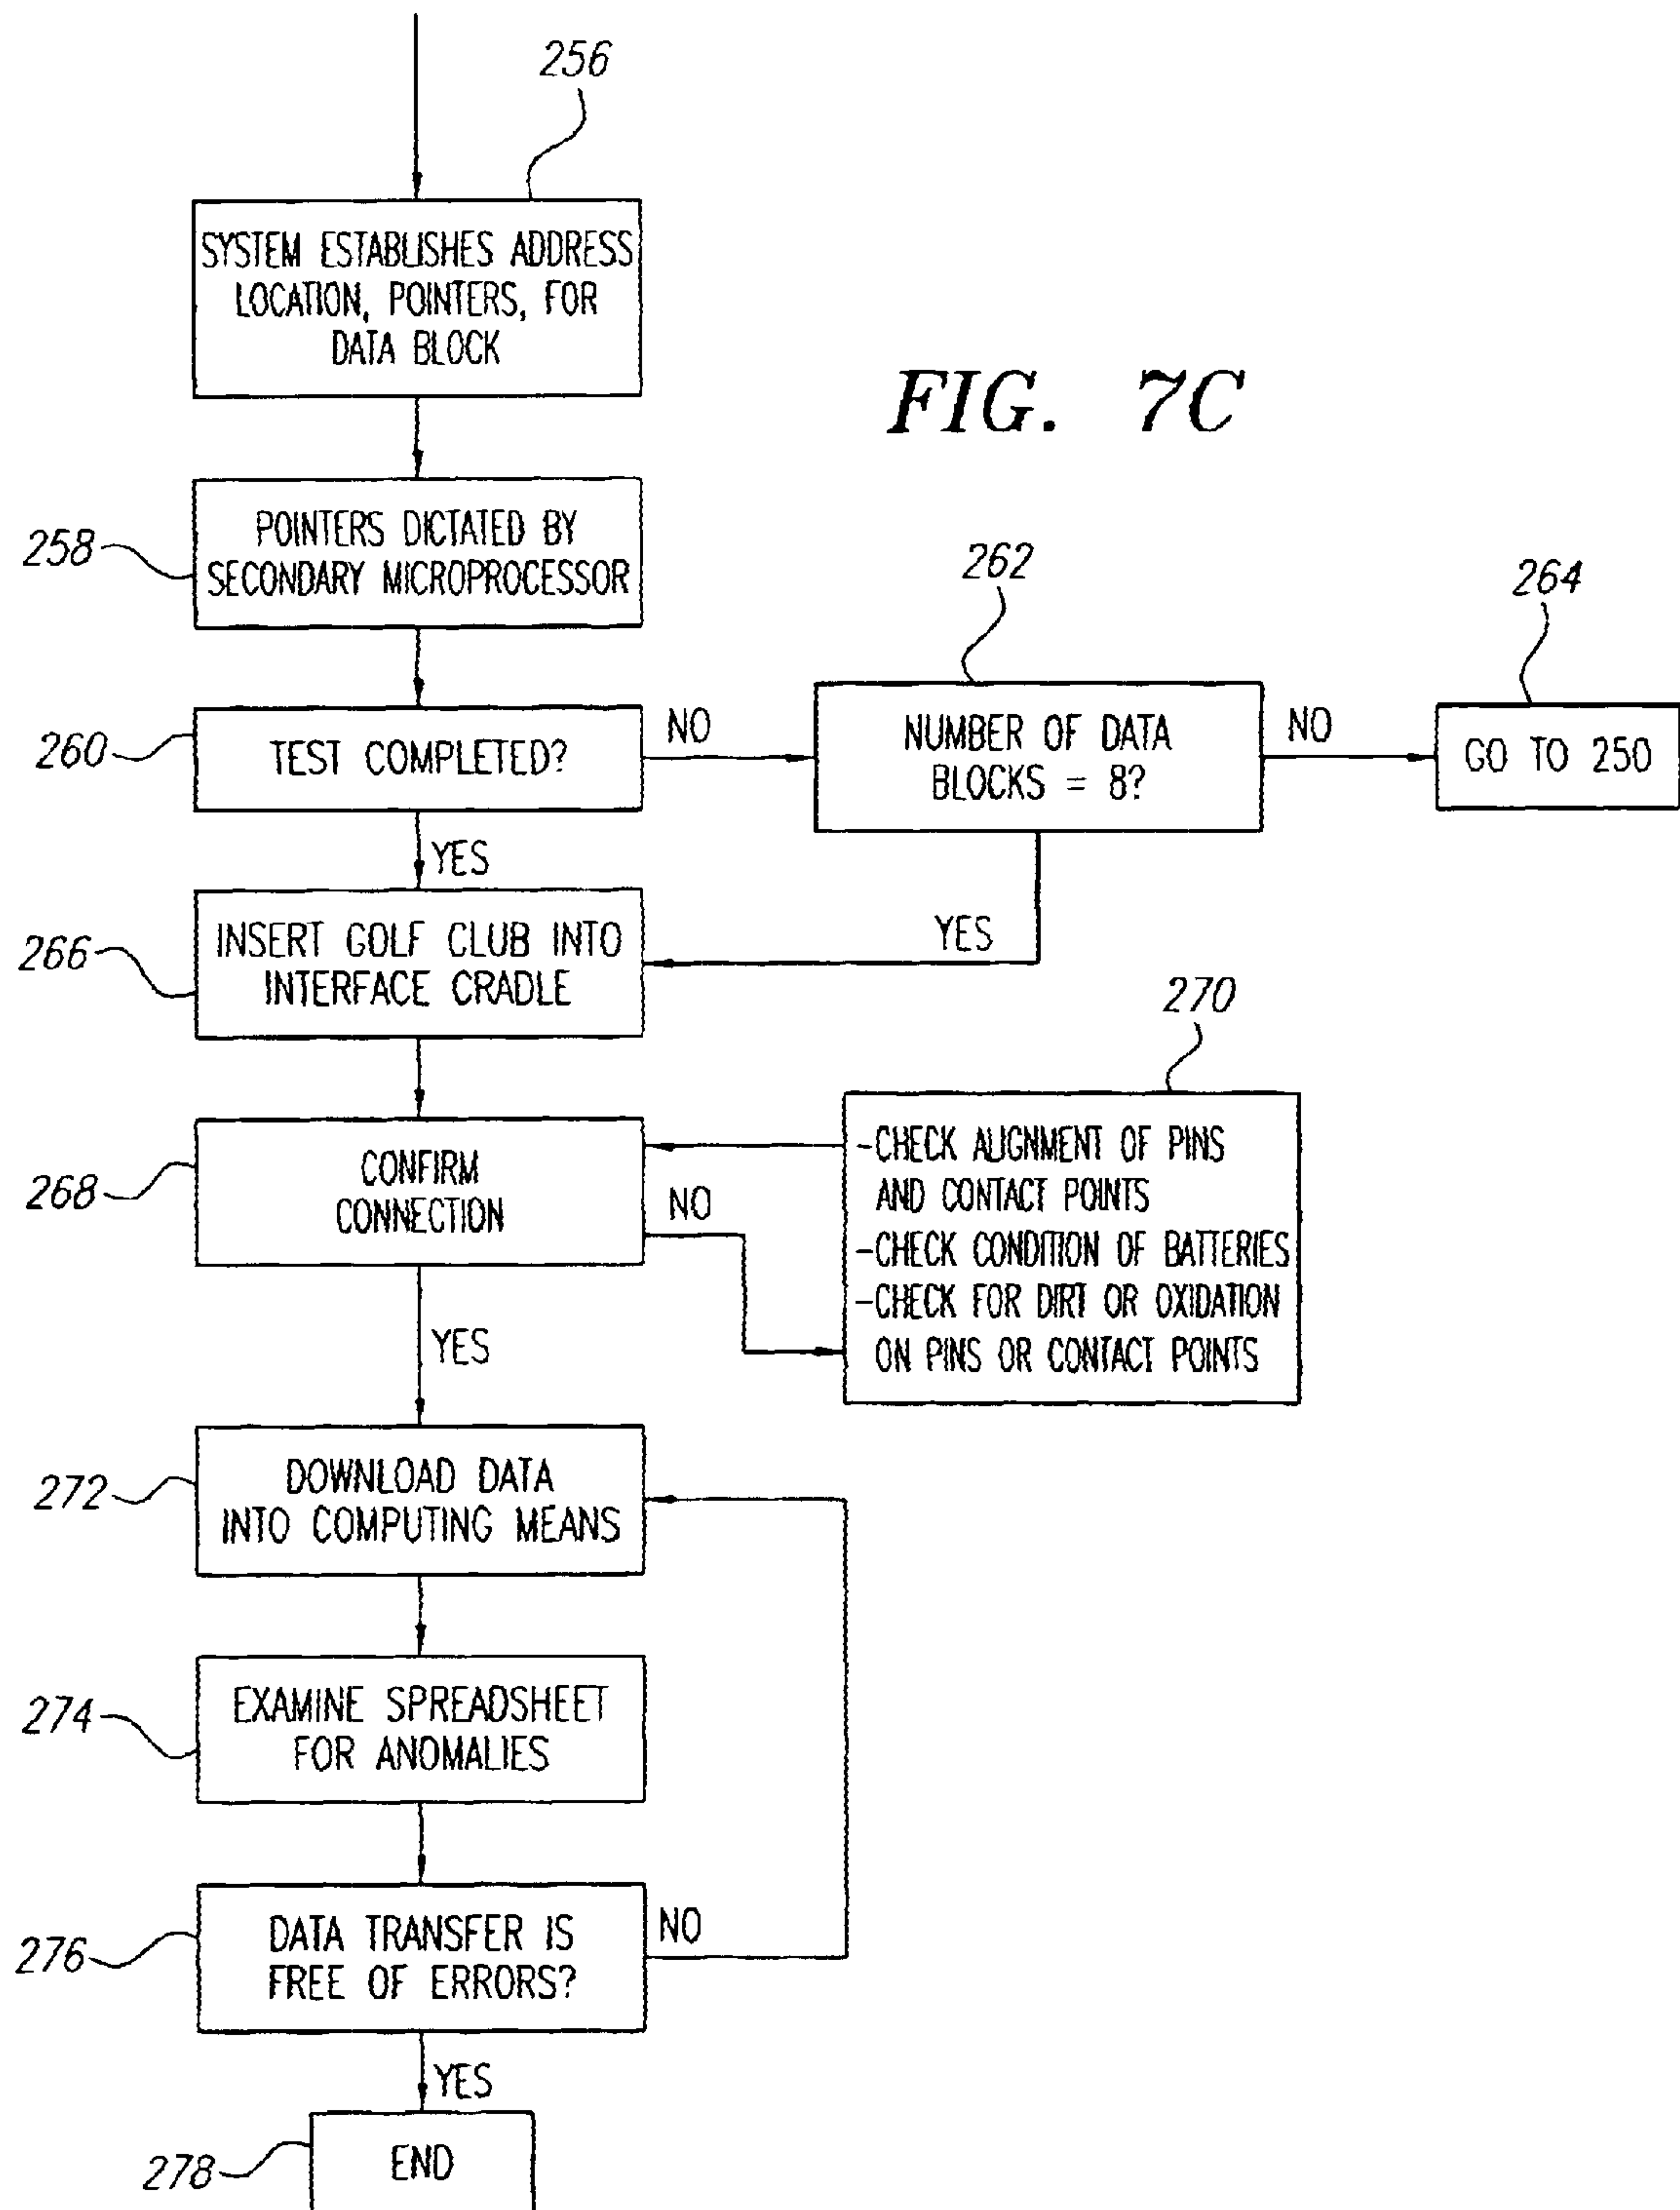 256
SYSTEM ESTABLISHES ADDRESS
LOCATION, POINTERS, FOR
DATA BLOCK
FIG. 7C
258
POINTERS DICTATED BY
SECONDARY MICROPROCESSOR
260
TEST COMPLETED?
NO
262
NUMBER OF DATA
BLOCKS = 8?
NO
264
GO TO 250
YES
YES
266
INSERT GOLF CLUB INTO
INTERFACE CRADLE
268
CONFIRM
CONNECTION
NO
270
-CHECK ALIGNMENT OF PINS
AND CONTACT POINTS
-CHECK CONDITION OF BATTERIES
-CHECK FOR DIRT OR OXIDATION
ON PINS OR CONTACT POINTS
YES
272
DOWNLOAD DATA
INTO COMPUTING MEANS
274
EXAMINE SPREADSHEET
FOR ANOMALIES
276
DATA TRANSFER IS
FREE OF ERRORS?
NO
YES
278
END